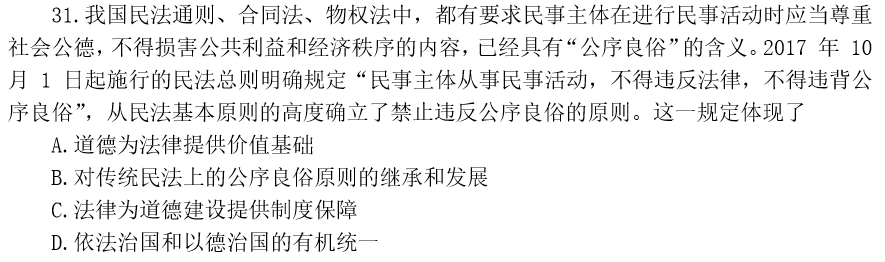 31.我国民法通则、合同法、物权法中，都有要求民事主体在进行民事活动时应当尊重
社会公德，不得损害公共利益和经济秩序的内容，已经具有“公序良俗”的含义。2017 年 10
月 1 日起施行的民法总则明确规定“民事主体从事民事活动，不得违反法律，不得违背公
序良俗”，从民法基本原则的高度确立了禁止违反公序良俗的原则。这一规定体现了
A.道德为法律提供价值基础
B.对传统民法上的公序良俗原则的继承和发展
C.法律为道德建设提供制度保障
D.依法治国和以德治国的有机统一